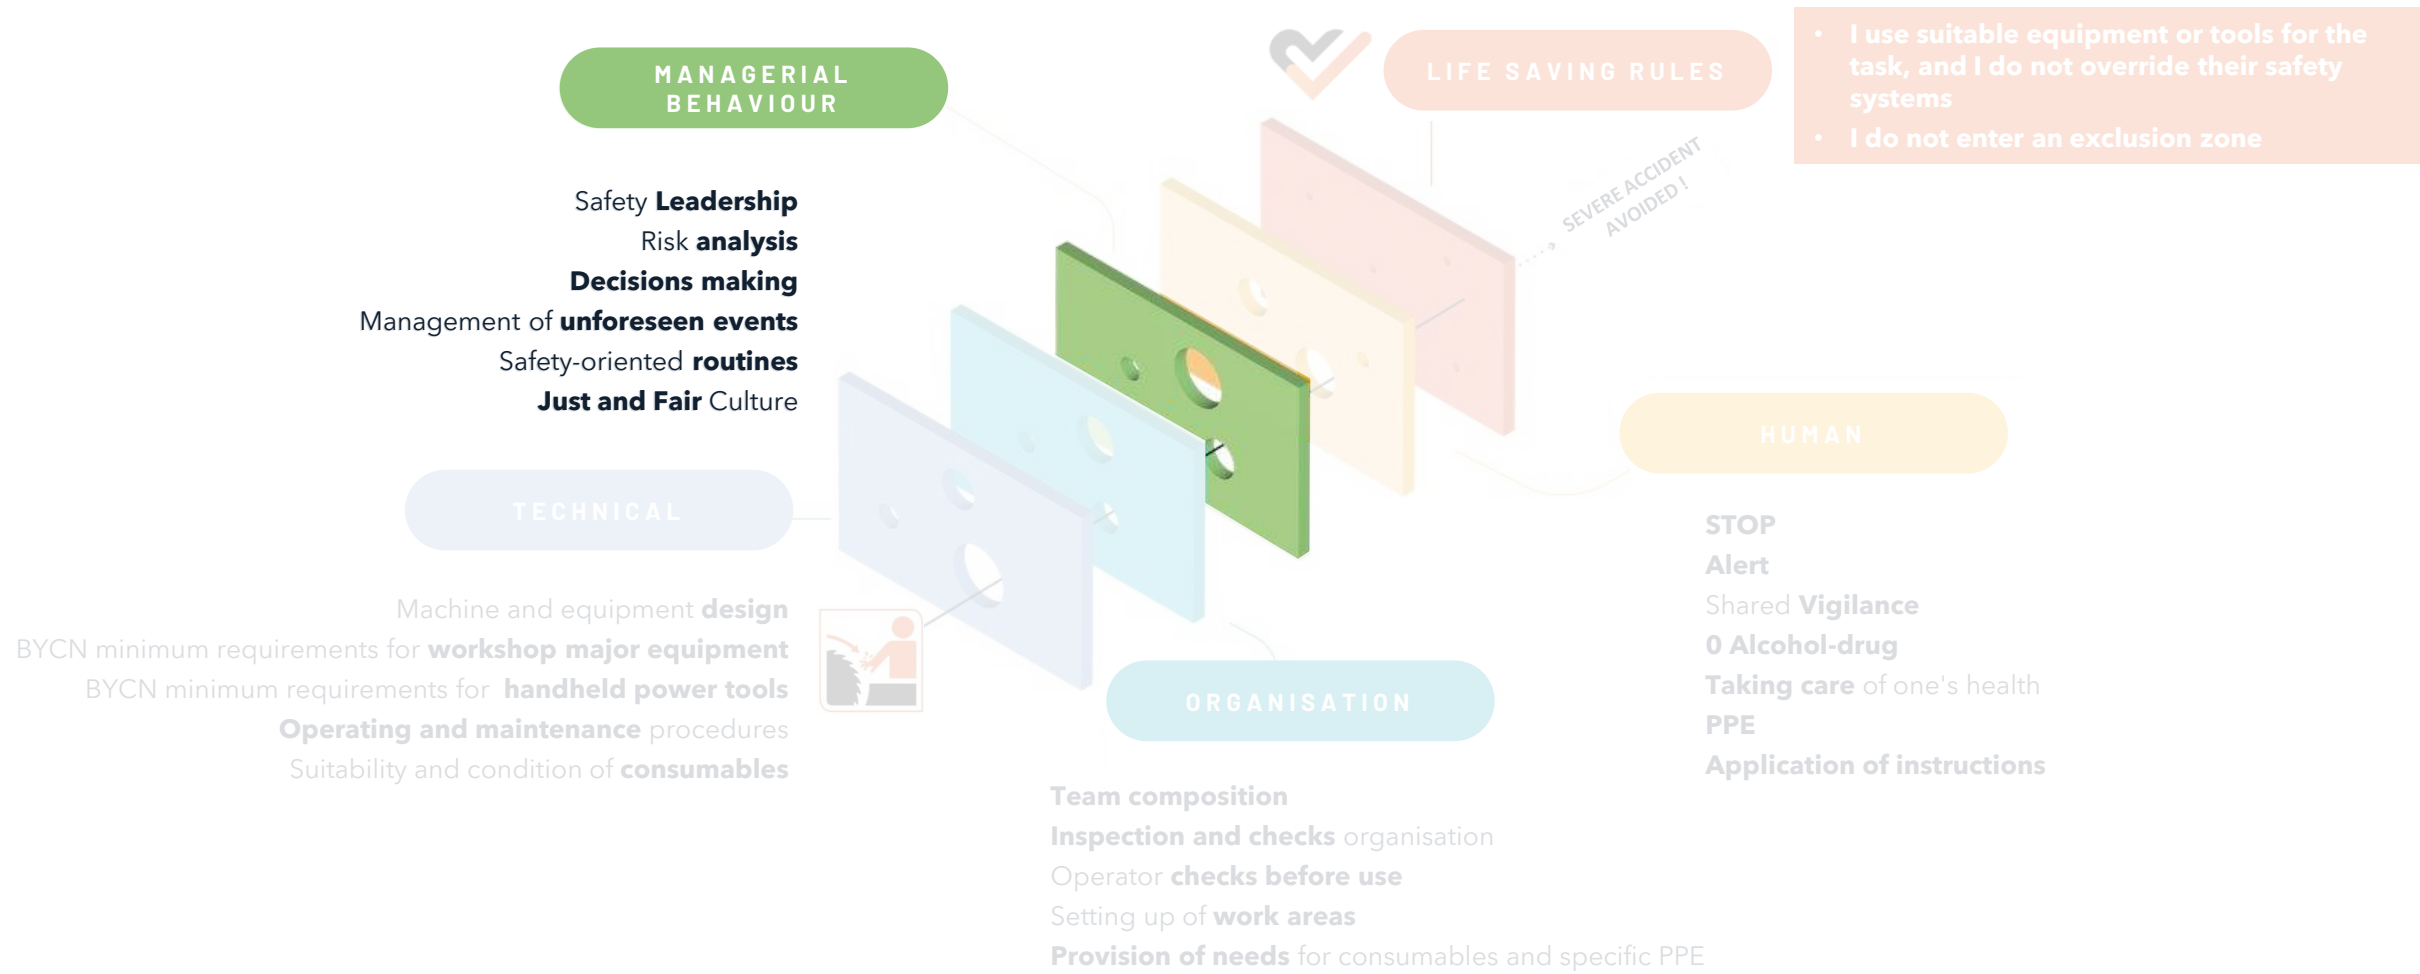 MANAGERIAL
BEHAVIOUR
Safety Leadership
Risk analysis
Decisions making
Management of unforeseen events
Safety-oriented routines
Just and Fair Culture
LIFE SAVING RULES
• I use suitable equipment or tools for the
task, and I do not override their safety
systems
• I do not enter an exclusion zone
SEVERE ACCIDENT
AVOIDED !
TECHNICAL
Machine and equipment design
BYCN minimum requirements for workshop major equipment
BYCN minimum requirements for handheld power tools
Operating and maintenance procedures
Suitability and condition of consumables
HUMAN
STOP
Alert
Shared Vigilance
0 Alcohol-drug
Taking care of one's health
PPE
Application of instructions
ORGANISATION
Team composition
Inspection and checks organisation
Operator checks before use
Setting up of work areas
Provision of needs for consumables and specific PPE